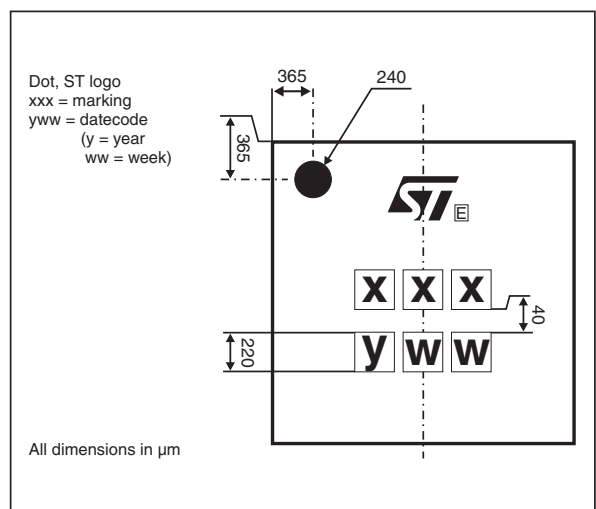 Dot, ST logo
xxx = marking
yww = datecode
(y = year
ww = week)
365
240
365
ST
E
x x x
40
y w w
220
All dimensions in µm